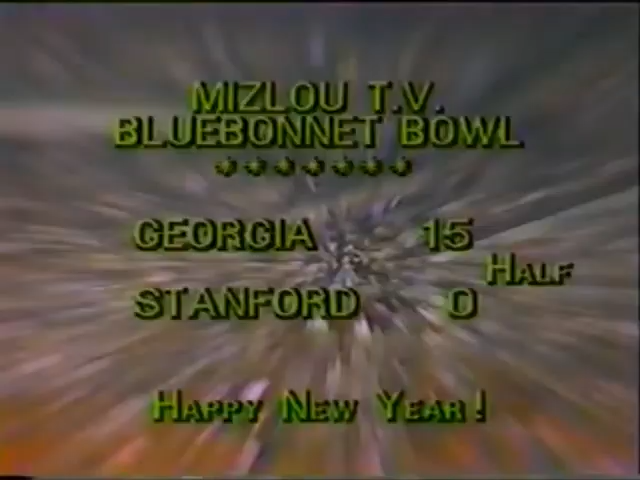 MIZLOU T.V.
BLUEBONNET BOWL
*******
GEORGIA 15
HALF
STANFORD 0
HAPPY NEW YEAR!